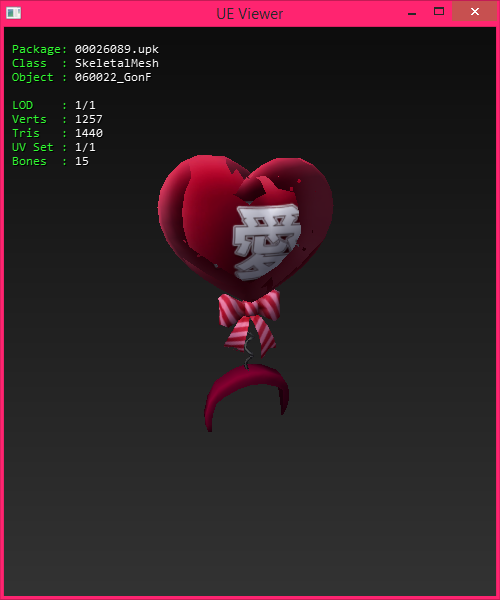 UE Viewer
Package: 00026089.upk
Class : SkeletalMesh
Object : 060022_GonF
LOD : 1/1
Verts : 1257
Tris : 1440
UV Set : 1/1
Bones : 15
愛